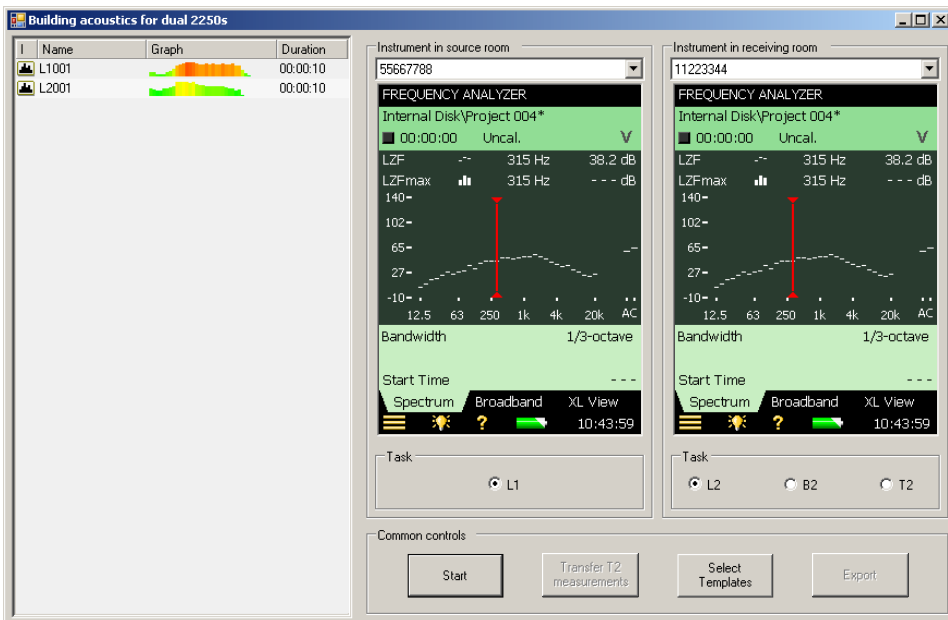 Building acoustics for dual 2250s
I Name Graph Duration
L1001 00:00:10
L2001 00:00:10
Instrument in source room
55667788
FREQUENCY ANALYZER
Internal Disk\Project 004*
00:00:00 Uncal. V
LZF 315 Hz 38.2 dB
LZFmax 315 Hz - - - dB
140-
102-
65-
27-
-10-
12.5 63 250 1k 4k 20k AC
Bandwidth 1/3-octave
Start Time - - -
Spectrum Broadband XL View
? 10:43:59
Task
L1
Instrument in receiving room
11223344
FREQUENCY ANALYZER
Internal Disk\Project 004*
00:00:00 Uncal. V
LZF 315 Hz 38.2 dB
LZFmax 315 Hz - - - dB
140-
102-
65-
27-
-10-
12.5 63 250 1k 4k 20k AC
Bandwidth 1/3-octave
Start Time - - -
Spectrum Broadband XL View
? 10:43:59
Task
L2 B2 T2
Common controls
Start
Transfer T2
measurements
Select
Templates
Export